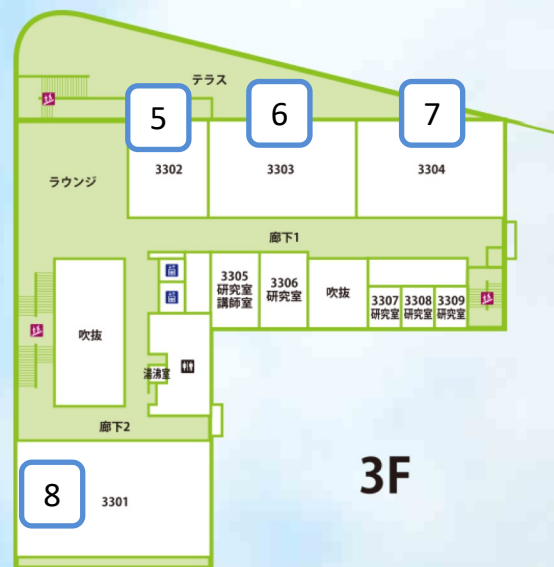 テラス
5
6
7
ラウンジ
3302
3303
3304
廊下1
3305
研究室
講師室
3306
研究室
吹抜
3307
研究室
3308
研究室
3309
研究室
吹抜
湯沸室
廊下2
8
3301
3F